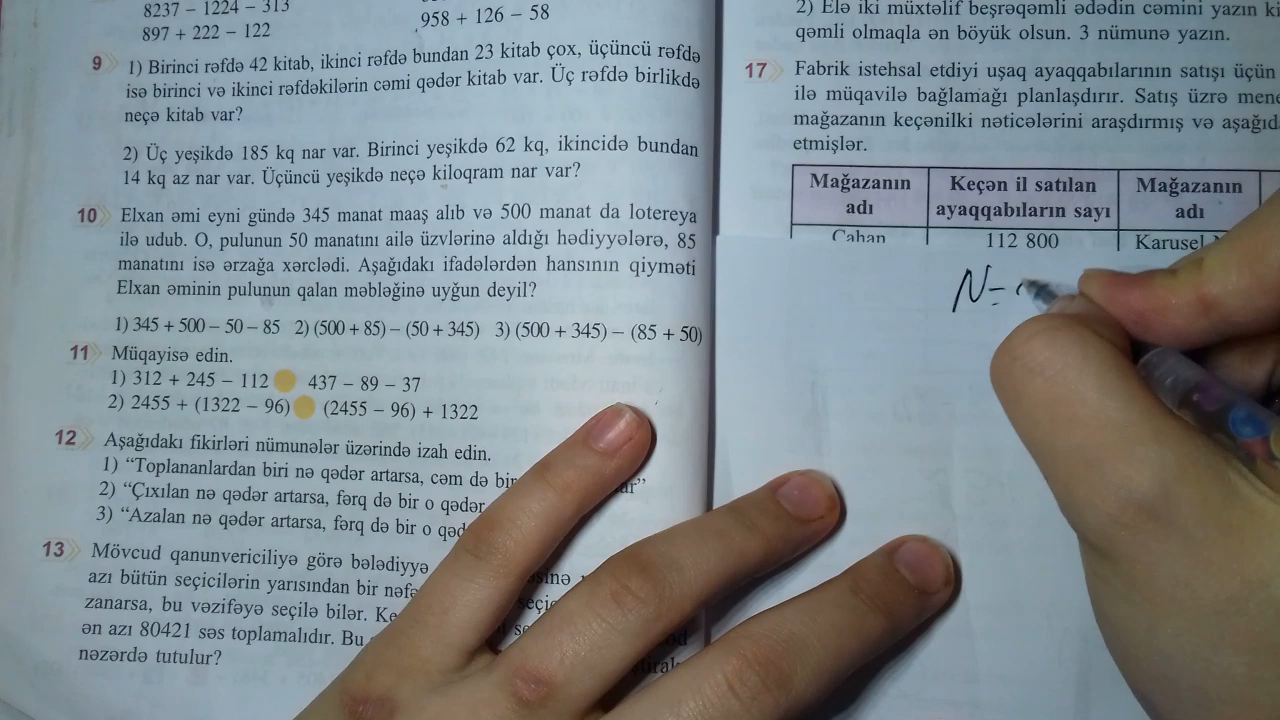 8237 – 1224 – 313
897 + 222 – 122
958 + 126 – 58
9 1) Birinci rəfdə 42 kitab, ikinci rəfdə bundan 23 kitab çox, üçüncü rəfdə
isə birinci və ikinci rəfdəkilərin cəmi qədər kitab var. Üç rəfdə birlikdə
neçə kitab var?
2) Üç yeşikdə 185 kq nar var. Birinci yeşikdə 62 kq, ikincidə bundan
14 kq az nar var. Üçüncü yeşikdə neçə kiloqram nar var?
10 Elxan əmi eyni gündə 345 manat maaş alıb və 500 manat da lotereya
ilə udub. O, pulunun 50 manatını ailə üzvlərinə aldığı hədiyyələrə, 85
manatını isə ərzağa xərclədi. Aşağıdakı ifadələrdən hansının qiyməti
Elxan əminin pulunun qalan məbləğinə uyğun deyil?
1) 345 + 500 – 50 – 85 2) (500 + 85) – (50 + 345) 3) (500 + 345) – (85 + 50)
11 Müqayisə edin.
1) 312 + 245 – 112 437 – 89 – 37
2) 2455 + (1322 – 96) (2455 – 96) + 1322
12 Aşağıdakı fikirləri nümunələr üzərində izah edin.
1) “Toplananlardan biri nə qədər artarsa, cəm də bir
2) “Çıxılan nə qədər artarsa, fərq də bir o qədər
3) “Azalan nə qədər artarsa, fərq də bir o qəd
13 Mövcud qanunvericiliyə görə bələdiyyə
azı bütün seçicilərin yarısından bir nəfə
zanarsa, bu vəzifəyə seçilə bilər. Ke
ən azı 80421 səs toplamalıdır. Bu
nəzərdə tutulur?
2) Elə iki müxtəlif beşrəqəmli ədədin cəmini yazın ki
qəmli olmaqla ən böyük olsun. 3 nümunə yazın.
17 Fabrik istehsal etdiyi uşaq ayaqqabılarının satışı üçün
ilə müqavilə bağlamağı planlaşdırır. Satış üzrə mene
mağazanın keçənilki nəticələrini araşdırmış və aşağıd
etmişlər.
Mağazanın adı Keçən il satılan ayaqqabıların sayı Mağazanın adı
Cahan 112 800 Karusel
N=